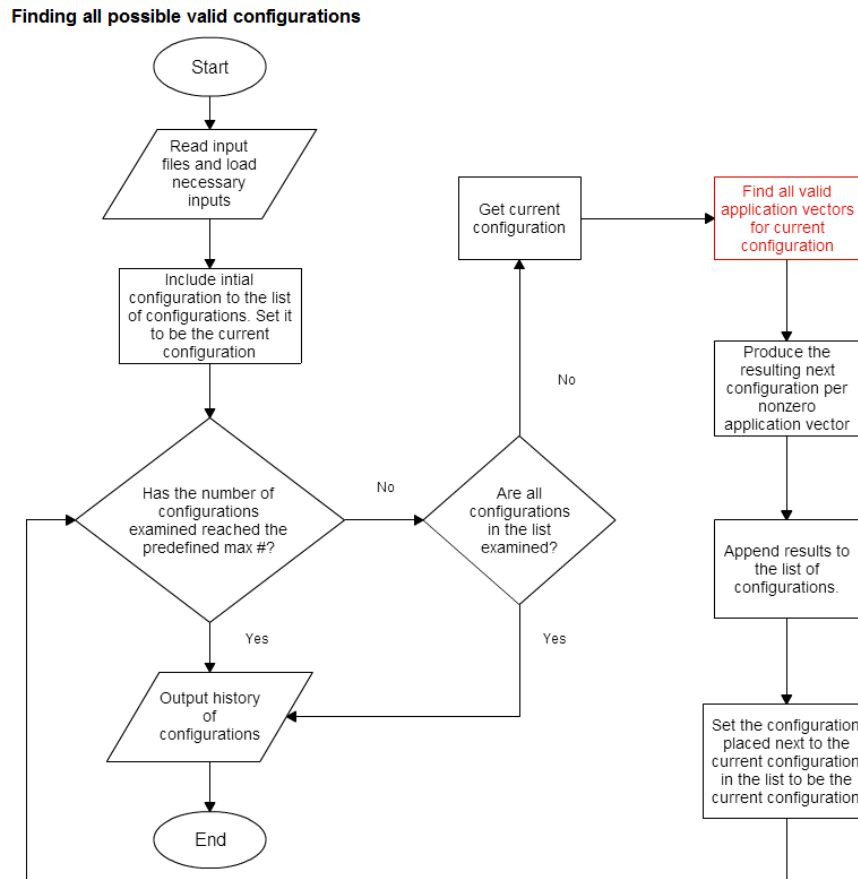 Finding all possible valid configurations
Start
Read input
files and load
necessary
inputs
Include intial
configuration to the list
of configurations. Set it
to be the current
configuration
Has the number of
configurations
examined reached the
predefined max #?
No
Yes
Are all
configurations
in the list
examined?
No
Yes
Get current
configuration
Find all valid
application vectors
for current
configuration
Produce the
resulting next
configuration per
nonzero
application vector
Append results to
the list of
configurations.
Set the configuration
placed next to the
current configuration
in the list to be the
current configuration
Output history
of
configurations
End